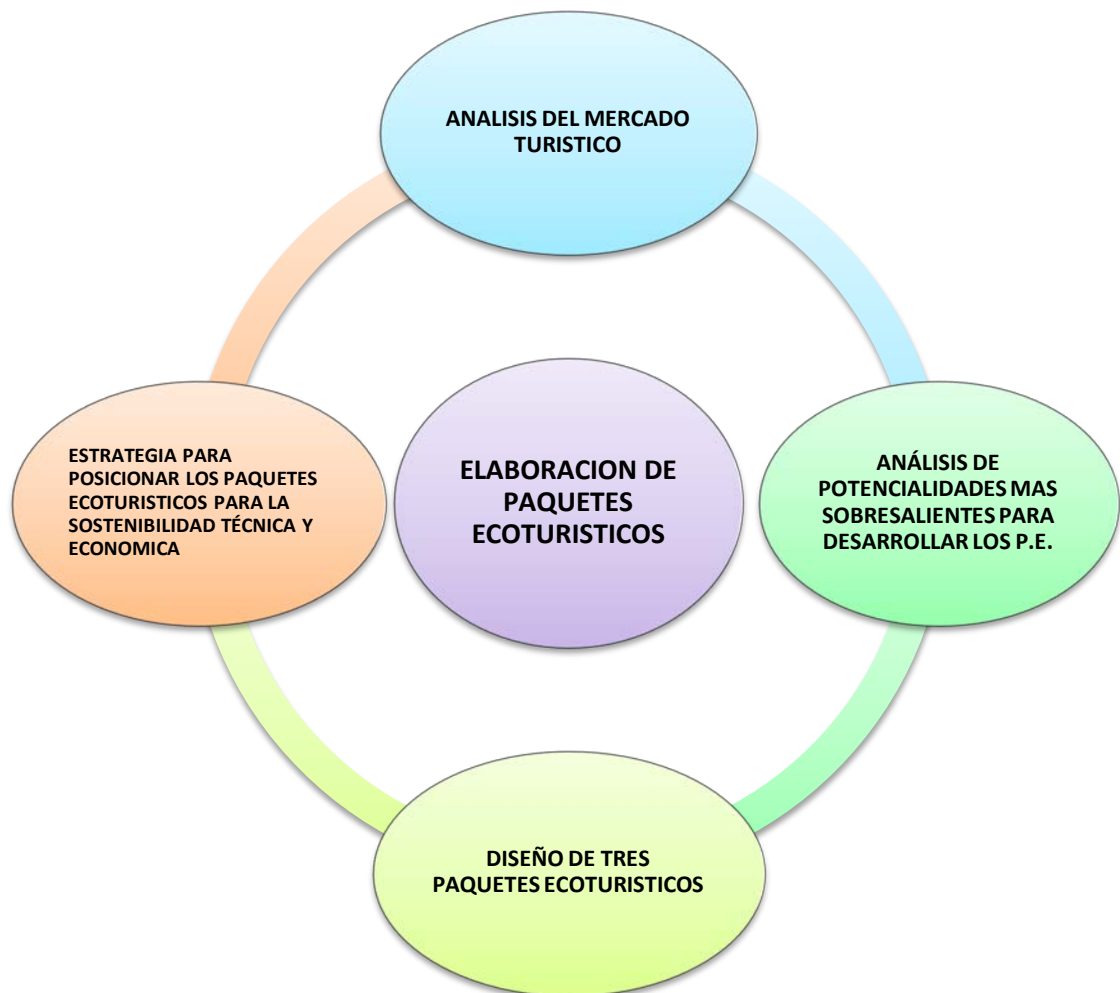 ANALISIS DEL MERCADO
TURISTICO
ESTRATEGIA PARA
POSICIONAR LOS PAQUETES
ECOTURISTICOS PARA LA
SOSTENIBILIDAD TÉCNICA Y
ECONOMICA
ELABORACION DE
PAQUETES
ECOTURISTICOS
ANÁLISIS DE
POTENCIALIDADES MAS
SOBRESALIENTES PARA
DESARROLLAR LOS P.E.
DISEÑO DE TRES
PAQUETES ECOTURISTICOS